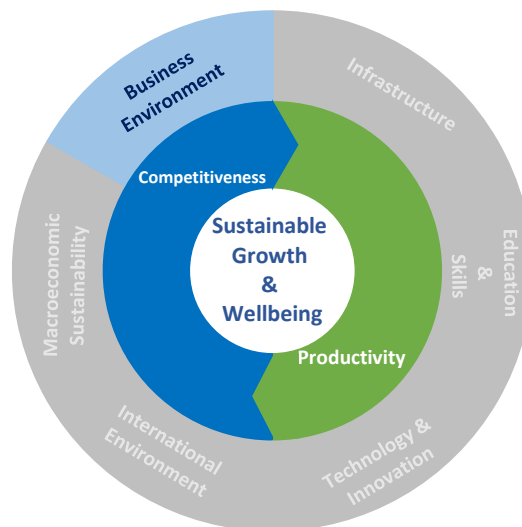 Business
Environment
Infrastructure
Education
&
Skills
Technology &
Innovation
International
Environment
Macroeconomic
Sustainability
Competitiveness
Productivity
Sustainable
Growth
&
Wellbeing